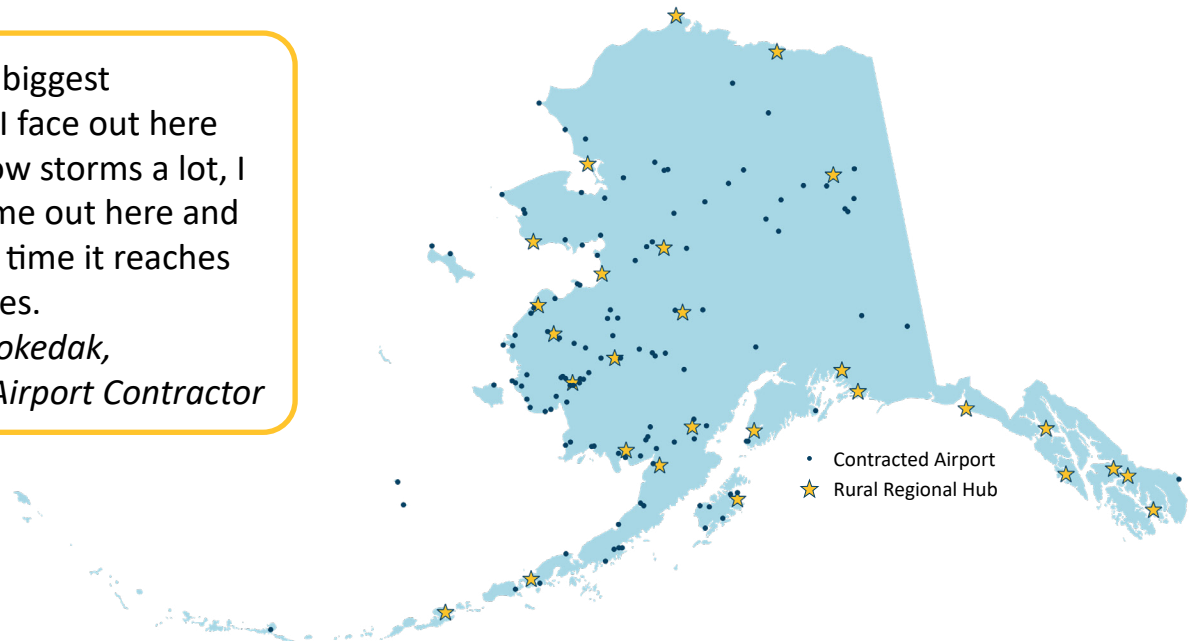 biggest
I face out here
ow storms a lot, I
me out here and
time it reaches
es.
okedak,
Airport Contractor
Contracted Airport
Rural Regional Hub